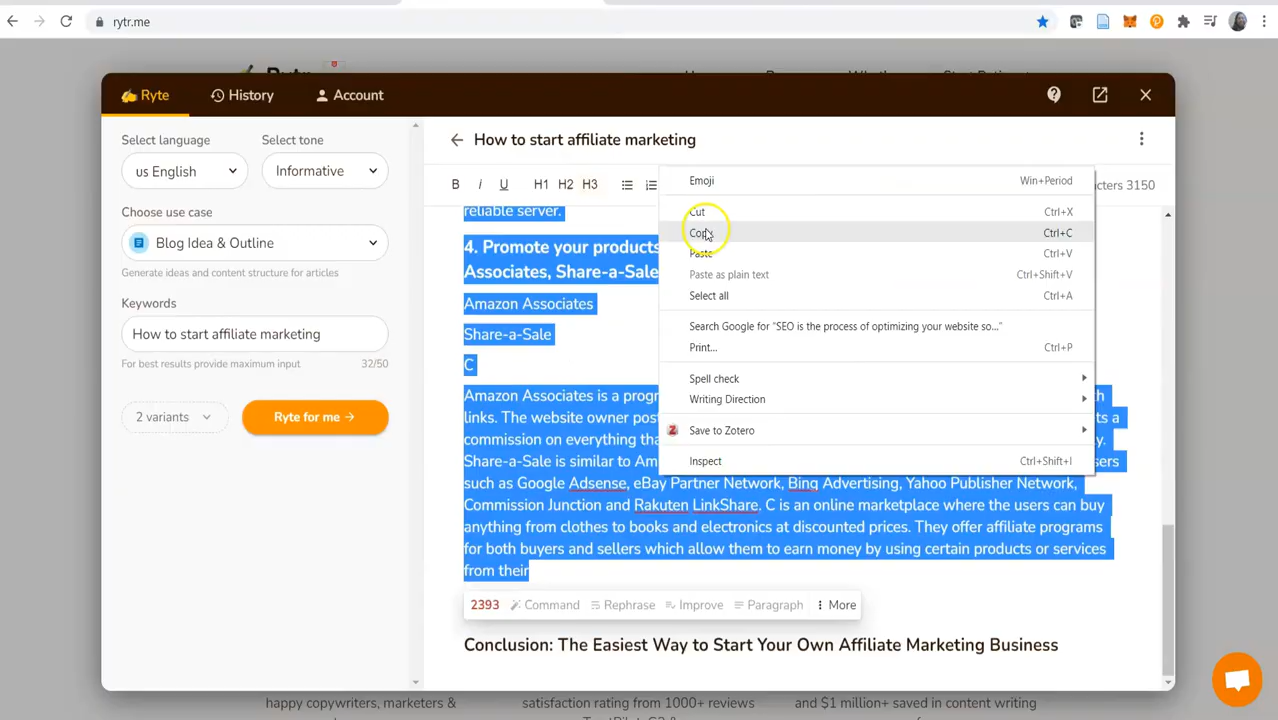 rytr.me
Ryte
History
Account
Select language
Select tone
us English
Informative
Choose use case
Blog Idea & Outline
Generate ideas and content structure for articles
Keywords
How to start affiliate marketing
For best results provide maximum input
32/50
2 variants
Ryte for me →
How to start affiliate marketing
B i U H1 H2 H3
3150
reliable server.
4. Promote your products
Associates, Share-a-Sale
Amazon Associates
Share-a-Sale
C
Amazon Associates is a
links. The website owner
a
commission on everything
Share-a-Sale is similar to
such as Google Adsense, eBay Partner Network, Bing Advertising, Yahoo Publisher Network,
Commission Junction and Rakuten LinkShare. C is an online marketplace where the users can buy
anything from clothes to books and electronics at discounted prices. They offer affiliate programs
for both buyers and sellers which allow them to earn money by using certain products or services
from their
2393 Command Rephrase Improve Paragraph More
Conclusion: The Easiest Way to Start Your Own Affiliate Marketing Business
Emoji Win+Period
Cut Ctrl+X
Copy Ctrl+C
Paste Ctrl+V
Paste as plain text Ctrl+Shift+V
Select all Ctrl+A
Search Google for "SEO is the process of optimizing your website so..."
Print... Ctrl+P
Spell check
Writing Direction
Save to Zotero
Inspect Ctrl+Shift+I
happy copywriters, marketers &
satisfaction rating from 1000+ reviews
and $1 million+ saved in content writing